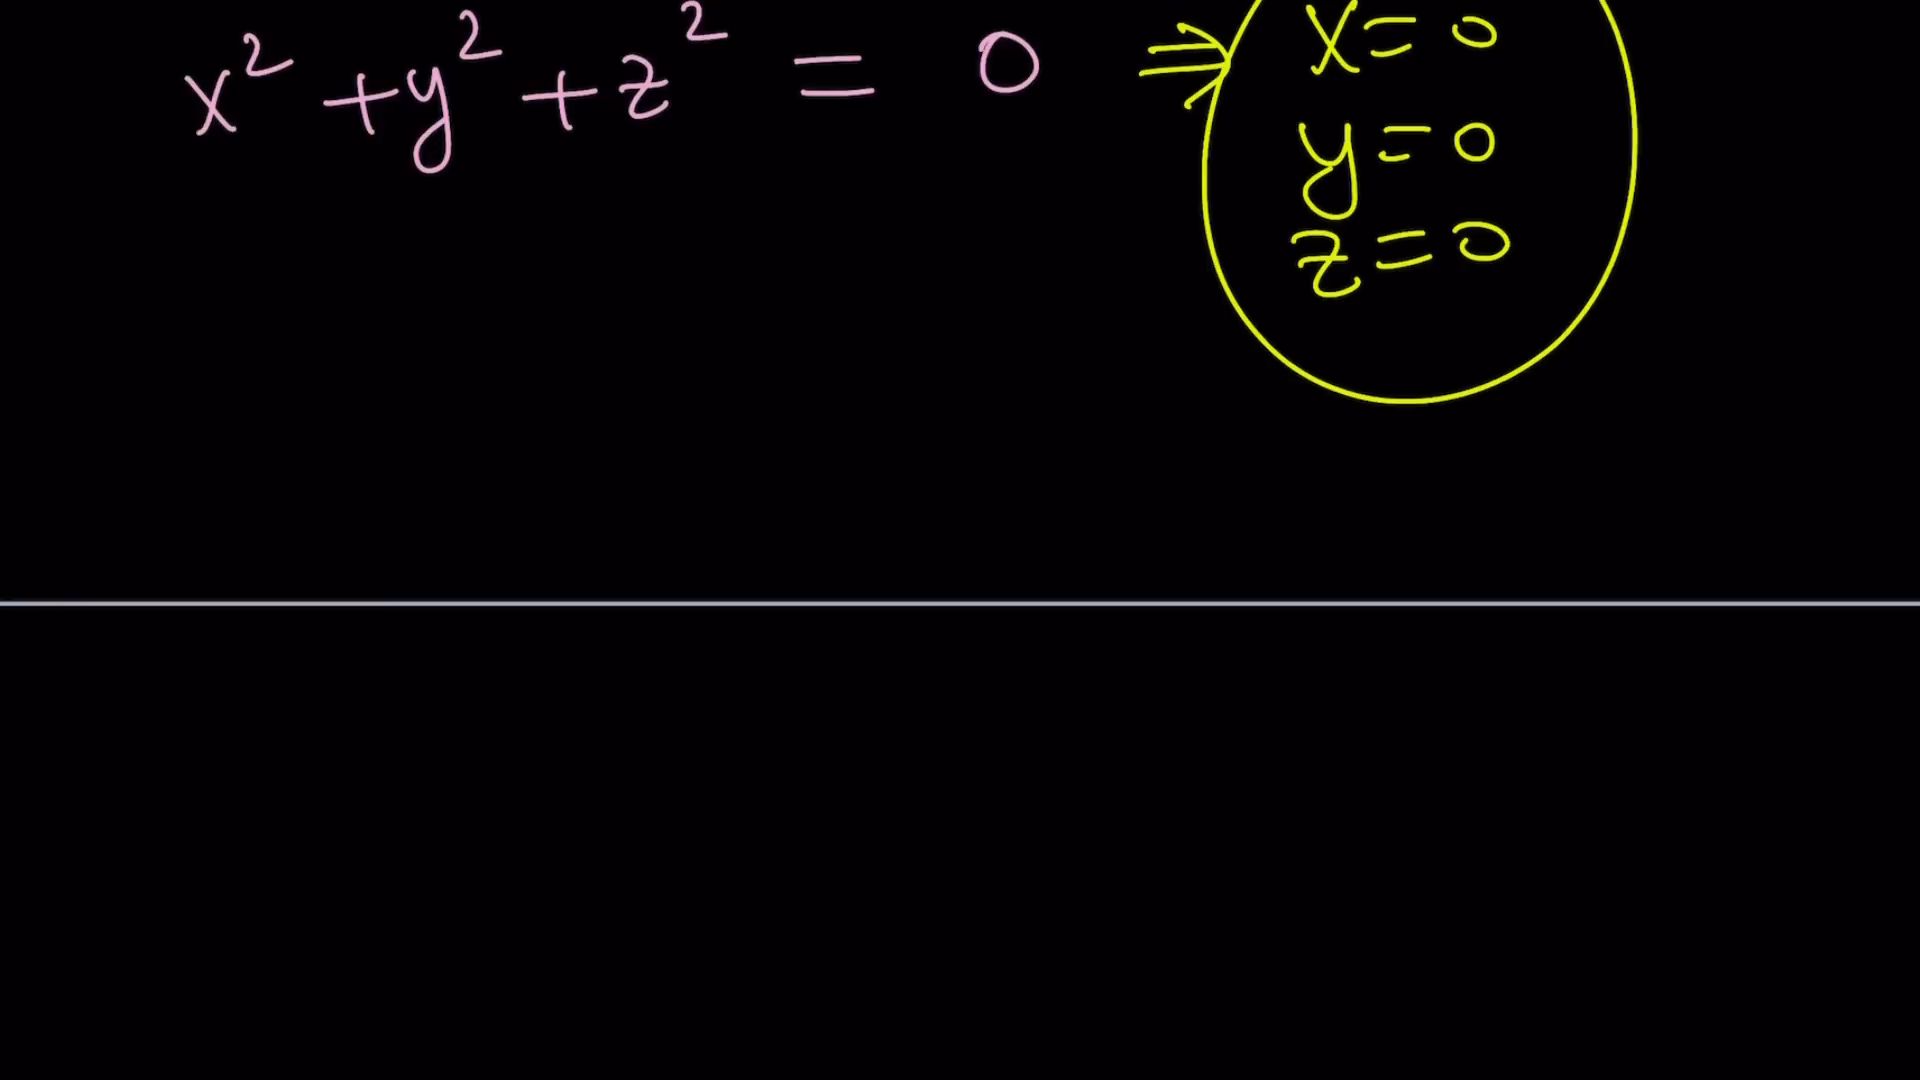 x² + y² + z² = 0 ⇒ x = 0
y = 0
z = 0